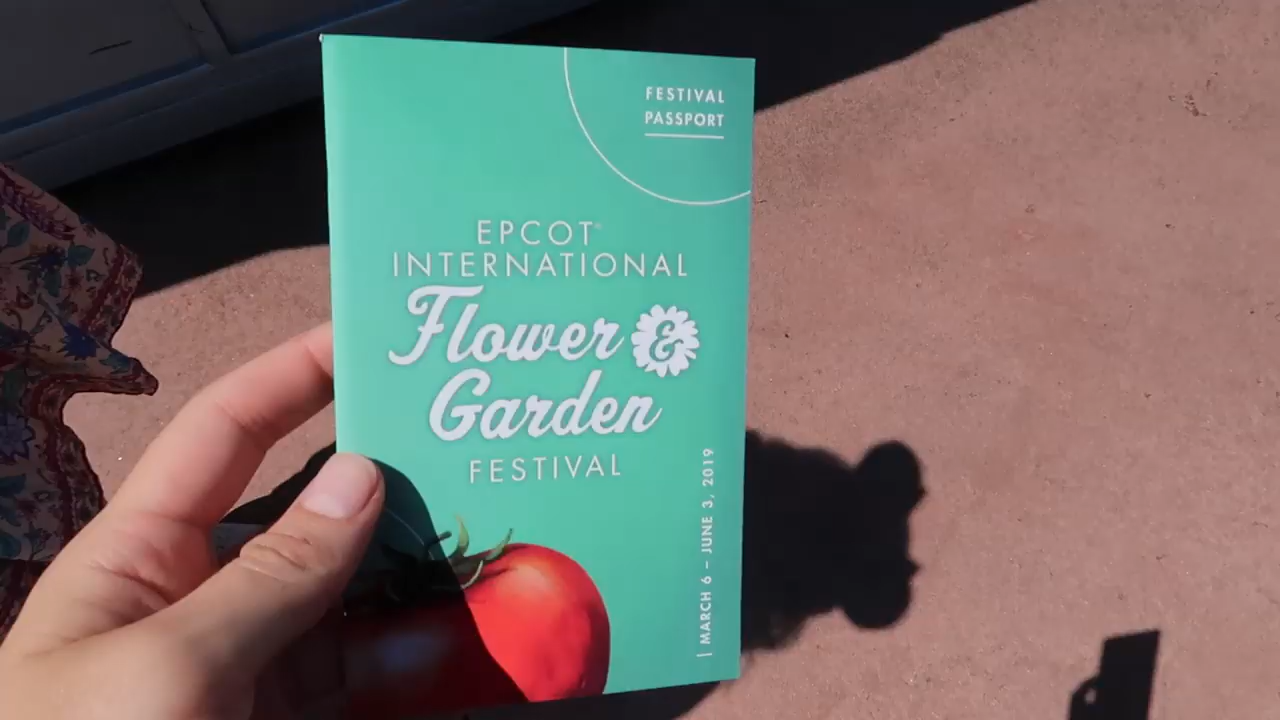 FESTIVAL
PASSPORT
EPCOT®
INTERNATIONAL
Flower &
Garden
FESTIVAL
| MARCH 6 – JUNE 3, 2019